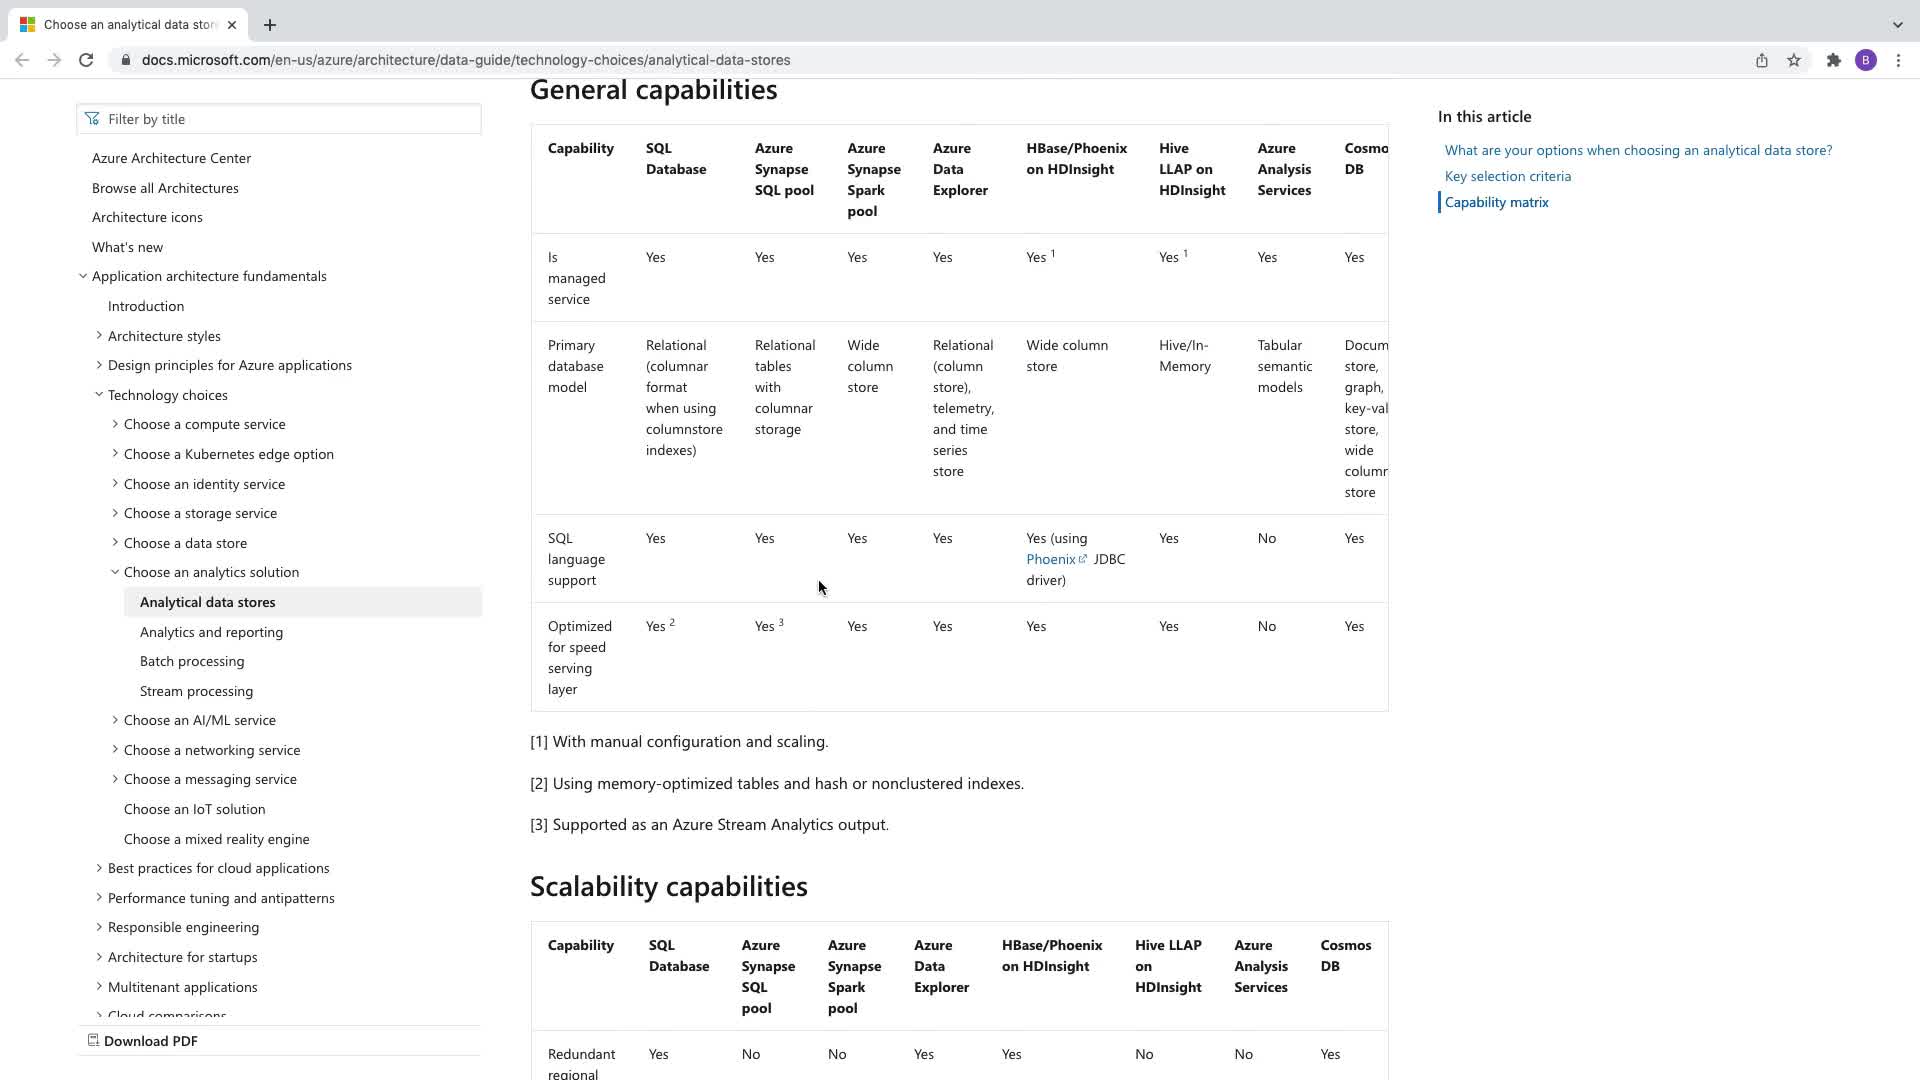 Choose an analytical data stor
docs.microsoft.com/en-us/azure/architecture/data-guide/technology-choices/analytical-data-stores
B
Filter by title
Azure Architecture Center
Browse all Architectures
Architecture icons
What's new
Application architecture fundamentals
Introduction
Architecture styles
Design principles for Azure applications
Technology choices
Choose a compute service
Choose a Kubernetes edge option
Choose an identity service
Choose a storage service
Choose a data store
Choose an analytics solution
Analytical data stores
Analytics and reporting
Batch processing
Stream processing
Choose an AI/ML service
Choose a networking service
Choose a messaging service
Choose an IoT solution
Choose a mixed reality engine
Best practices for cloud applications
Performance tuning and antipatterns
Responsible engineering
Architecture for startups
Multitenant applications
Cloud comparisons
Download PDF
General capabilities
Capability SQL Azure Azure Azure HBase/Phoenix Hive Azure Cosmo
Database Synapse Synapse Data on HDInsight LLAP on Analysis DB
SQL pool Spark Explorer HDInsight Services
pool
Is Yes Yes Yes Yes Yes 1 Yes 1 Yes Yes
managed
service
Primary Relational Relational Wide Relational Wide column Hive/In- Tabular Docum
database (columnar tables column (column store Memory semantic store,
model format with store store), models graph,
when using columnar telemetry, key-val
columnstore storage and time store,
indexes) series wide
store column
store
SQL Yes Yes Yes Yes Yes (using Yes No Yes
language Phoenix JDBC
support driver)
Optimized Yes 2 Yes 3 Yes Yes Yes Yes No Yes
for speed
serving
layer
[1] With manual configuration and scaling.
[2] Using memory-optimized tables and hash or nonclustered indexes.
[3] Supported as an Azure Stream Analytics output.
Scalability capabilities
Capability SQL Azure Azure Azure HBase/Phoenix Hive LLAP Azure Cosmos
Database Synapse Synapse Data on HDInsight on Analysis DB
SQL Spark Explorer HDInsight Services
pool pool
Redundant Yes No No Yes Yes No No Yes
regional
In this article
What are your options when choosing an analytical data store?
Key selection criteria
Capability matrix